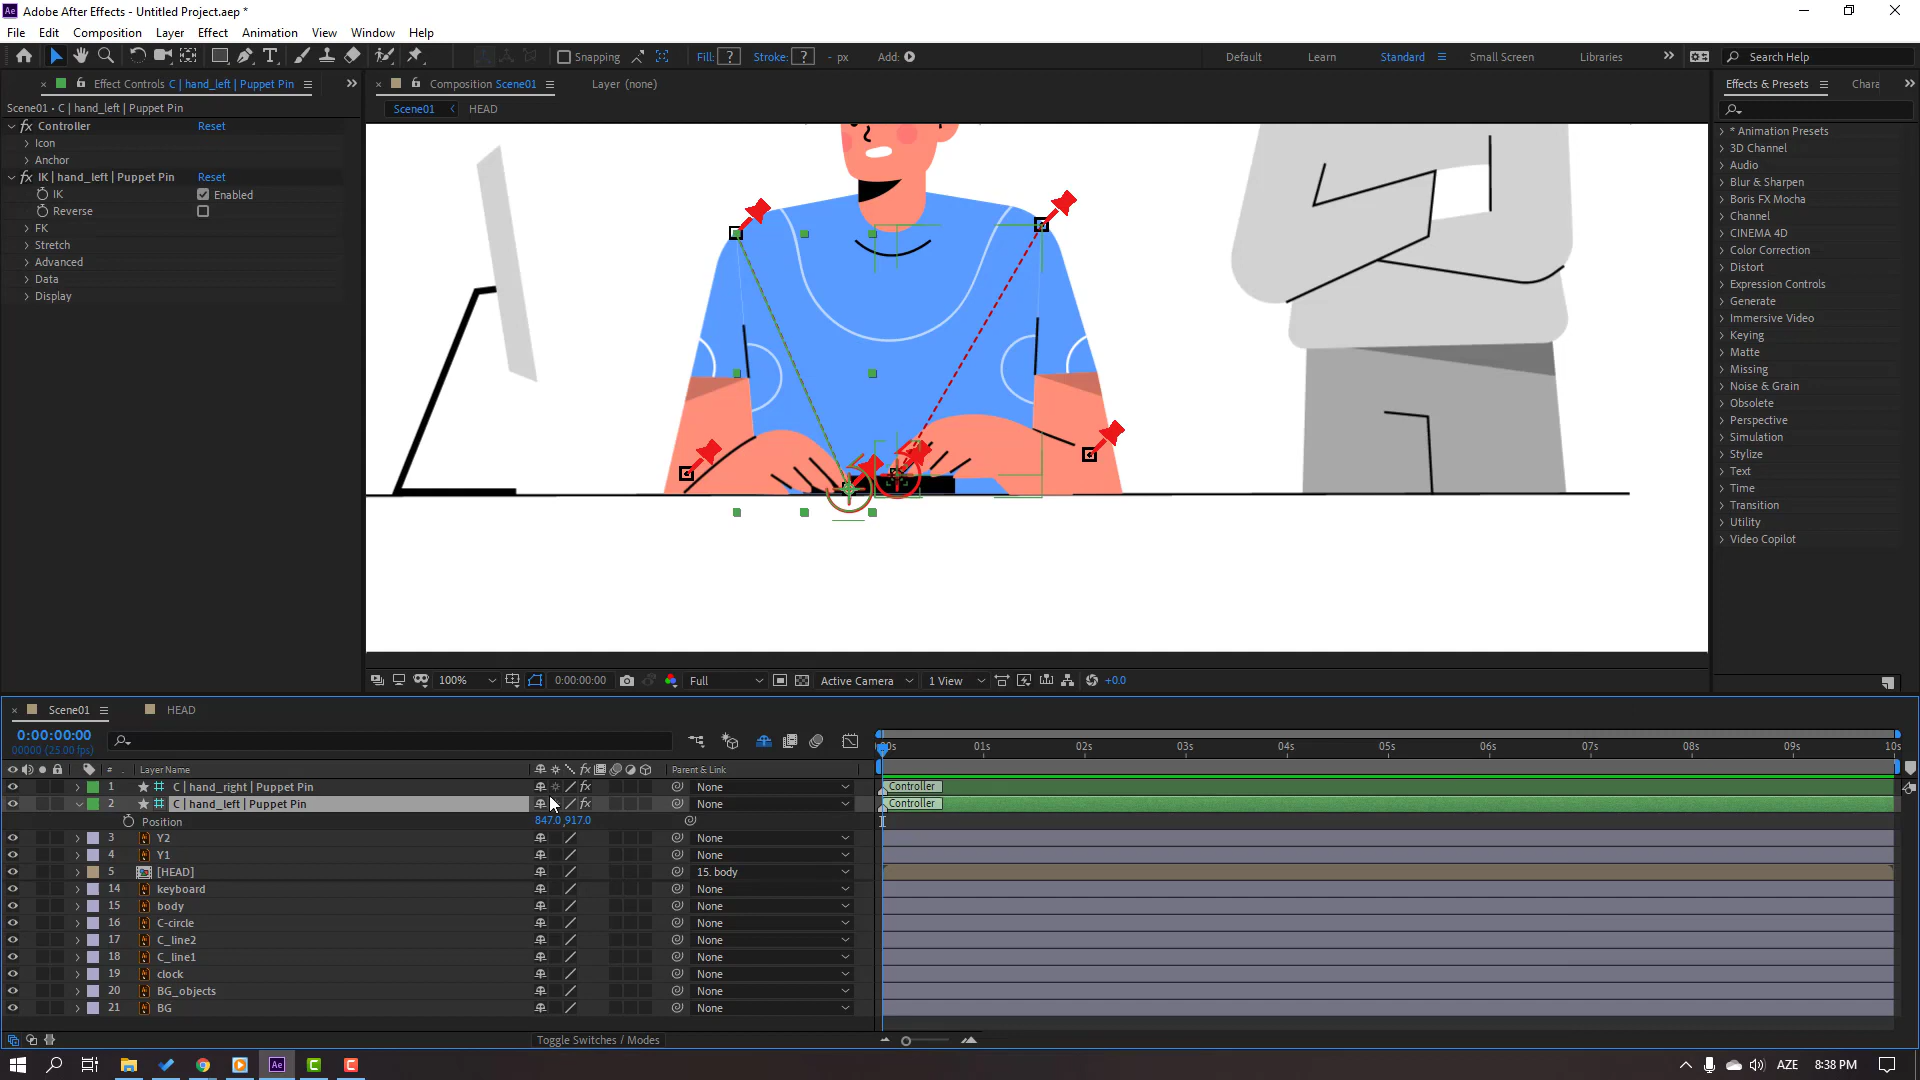 Adobe After Effects - Untitled Project.aep *
File Edit Composition Layer Effect Animation View Window Help
Snapping Fill: ? Stroke: ? - px Add: Default Learn Standard Small Screen Libraries Search Help
Effect Controls C | hand_left | Puppet Pin
Composition Scene01 Layer (none)
Effects & Presets Chara
Scene01 • C | hand_left | Puppet Pin
Scene01 HEAD
fx Controller Reset
Icon
Anchor
fx IK | hand_left | Puppet Pin Reset
IK Enabled
Reverse
FK
Stretch
Advanced
Data
Display
* Animation Presets
3D Channel
Audio
Blur & Sharpen
Boris FX Mocha
Channel
CINEMA 4D
Color Correction
Distort
Expression Controls
Generate
Immersive Video
Keying
Matte
Missing
Noise & Grain
Obsolete
Perspective
Simulation
Stylize
Text
Time
Transition
Utility
Video Copilot
100% 0:00:00:00 Full Active Camera 1 View +0.0
Scene01 HEAD
0:00:00:00
00000 (25.00 fps)
00s 01s 02s 03s 04s 05s 06s 07s 08s 09s 10s
# Layer Name fx Parent & Link
1 C | hand_right | Puppet Pin fx None Controller
2 C | hand_left | Puppet Pin fx None Controller
Position 847.0,917.0
3 Y2 None
4 Y1 None
5 [HEAD] 15. body
14 keyboard None
15 body None
16 C-circle None
17 C_line2 None
18 C_line1 None
19 clock None
20 BG_objects None
21 BG None
Toggle Switches / Modes
Ae AZE 8:38 PM